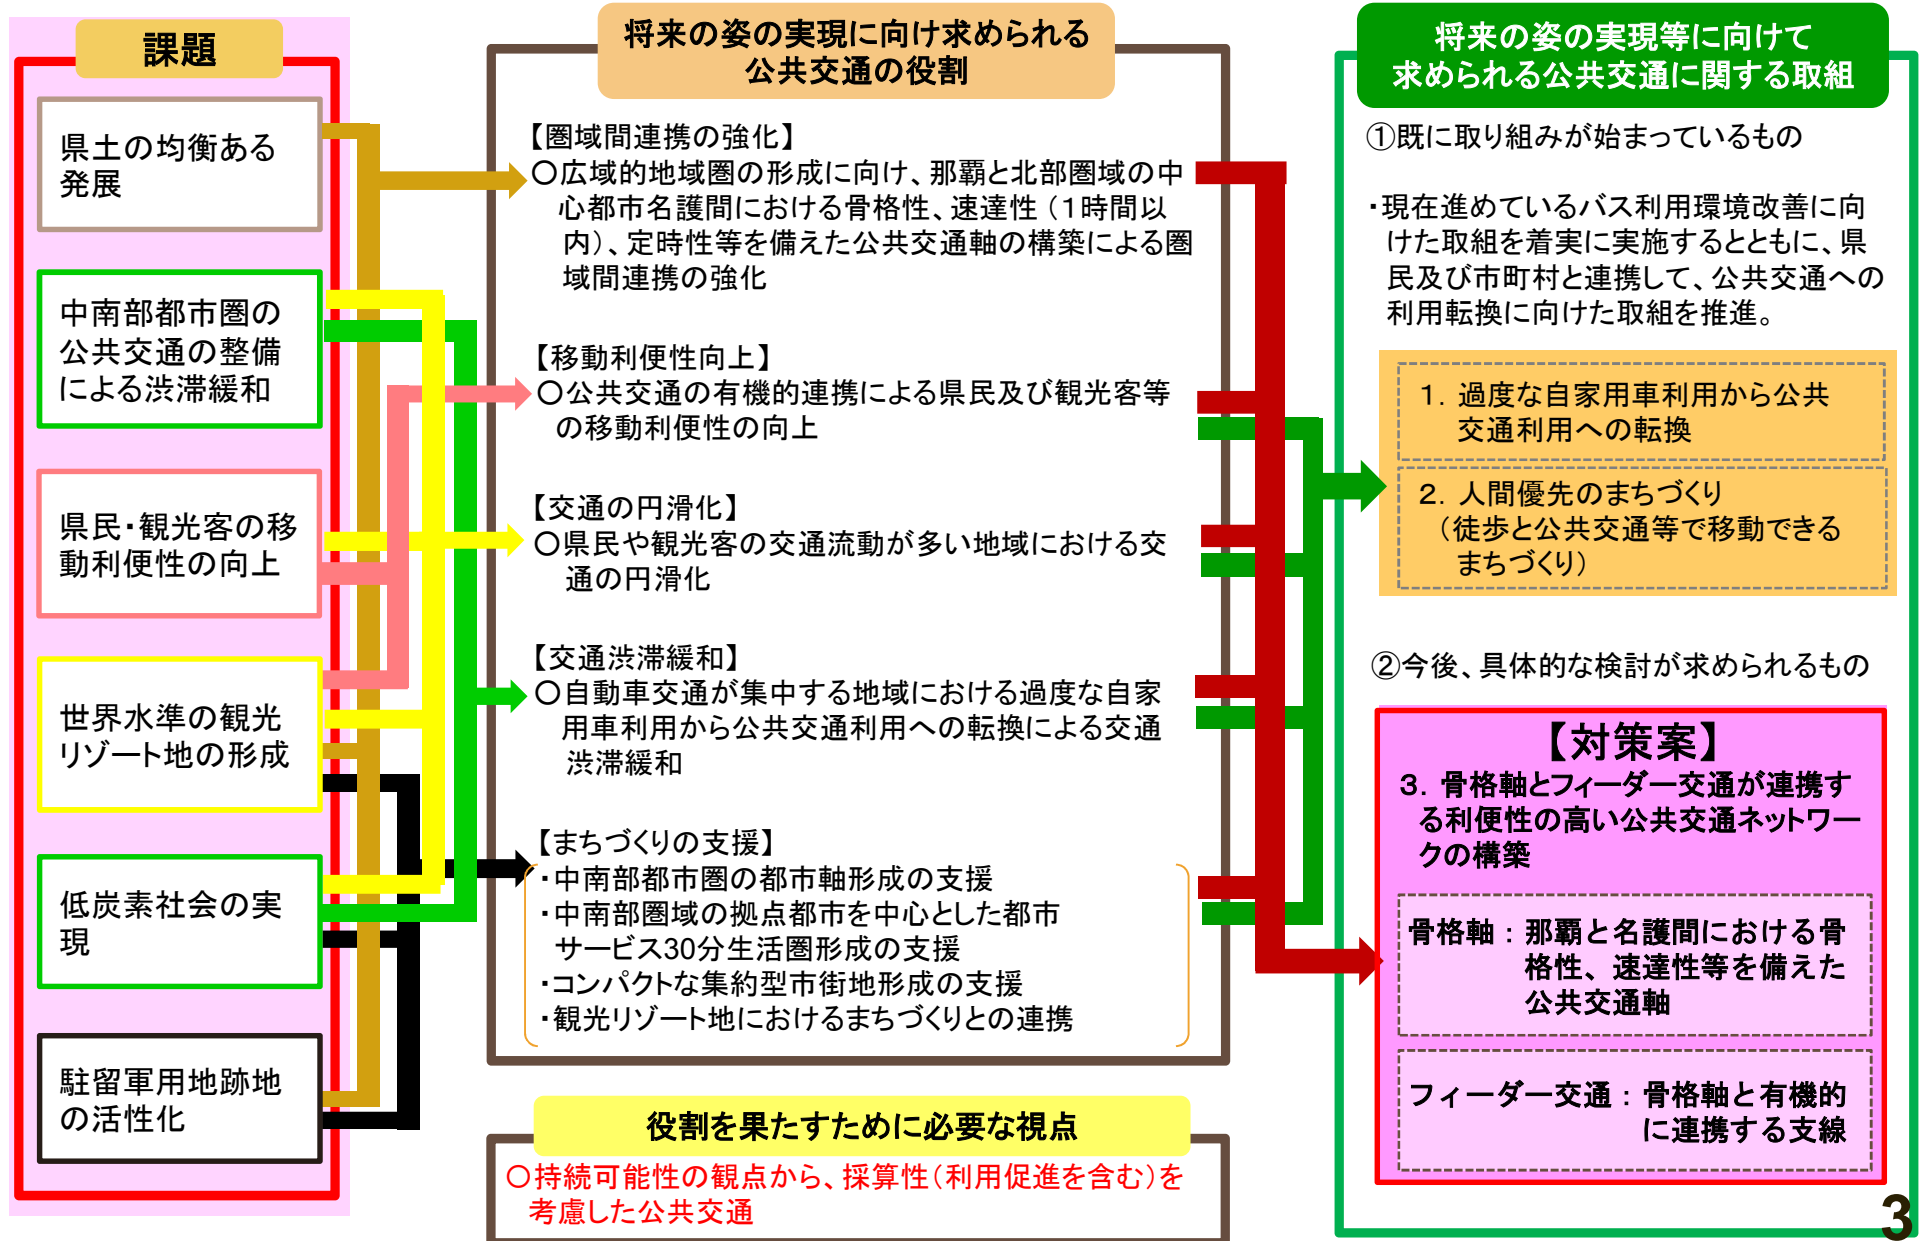 課題
県土の均衡ある
発展
中南部都市圏の
公共交通の整備
による渋滞緩和
県民・観光客の移
動利便性の向上
世界水準の観光
リゾート地の形成
低炭素社会の実
現
駐留軍用地跡地
の活性化
将来の姿の実現に向け求められる
公共交通の役割
【圏域間連携の強化】
○広域的地域圏の形成に向け、那覇と北部圏域の中
心都市名護間における骨格性、速達性（１時間以
内）、定時性等を備えた公共交通軸の構築による圏
域間連携の強化
【移動利便性向上】
○公共交通の有機的連携による県民及び観光客等
の移動利便性の向上
【交通の円滑化】
○県民や観光客の交通流動が多い地域における交
通の円滑化
【交通渋滞緩和】
○自動車交通が集中する地域における過度な自家
用車利用から公共交通利用への転換による交通
渋滞緩和
【まちづくりの支援】
・中南部都市圏の都市軸形成の支援
・中南部圏域の拠点都市を中心とした都市
サービス30分生活圏形成の支援
・コンパクトな集約型市街地形成の支援
・観光リゾート地におけるまちづくりとの連携
役割を果たすために必要な視点
○持続可能性の観点から、採算性（利用促進を含む）を
考慮した公共交通
将来の姿の実現等に向けて
求められる公共交通に関する取組
①既に取り組みが始まっているもの
・現在進めているバス利用環境改善に向
けた取組を着実に実施するとともに、県
民及び市町村と連携して、公共交通への
利用転換に向けた取組を推進。
１．過度な自家用車利用から公共
交通利用への転換
２．人間優先のまちづくり
（徒歩と公共交通等で移動できる
まちづくり）
②今後、具体的な検討が求められるもの
【対策案】
３．骨格軸とフィーダー交通が連携す
る利便性の高い公共交通ネットワー
クの構築
骨格軸：那覇と名護間における骨
格性、速達性等を備えた
公共交通軸
フィーダー交通：骨格軸と有機的
に連携する支線
3